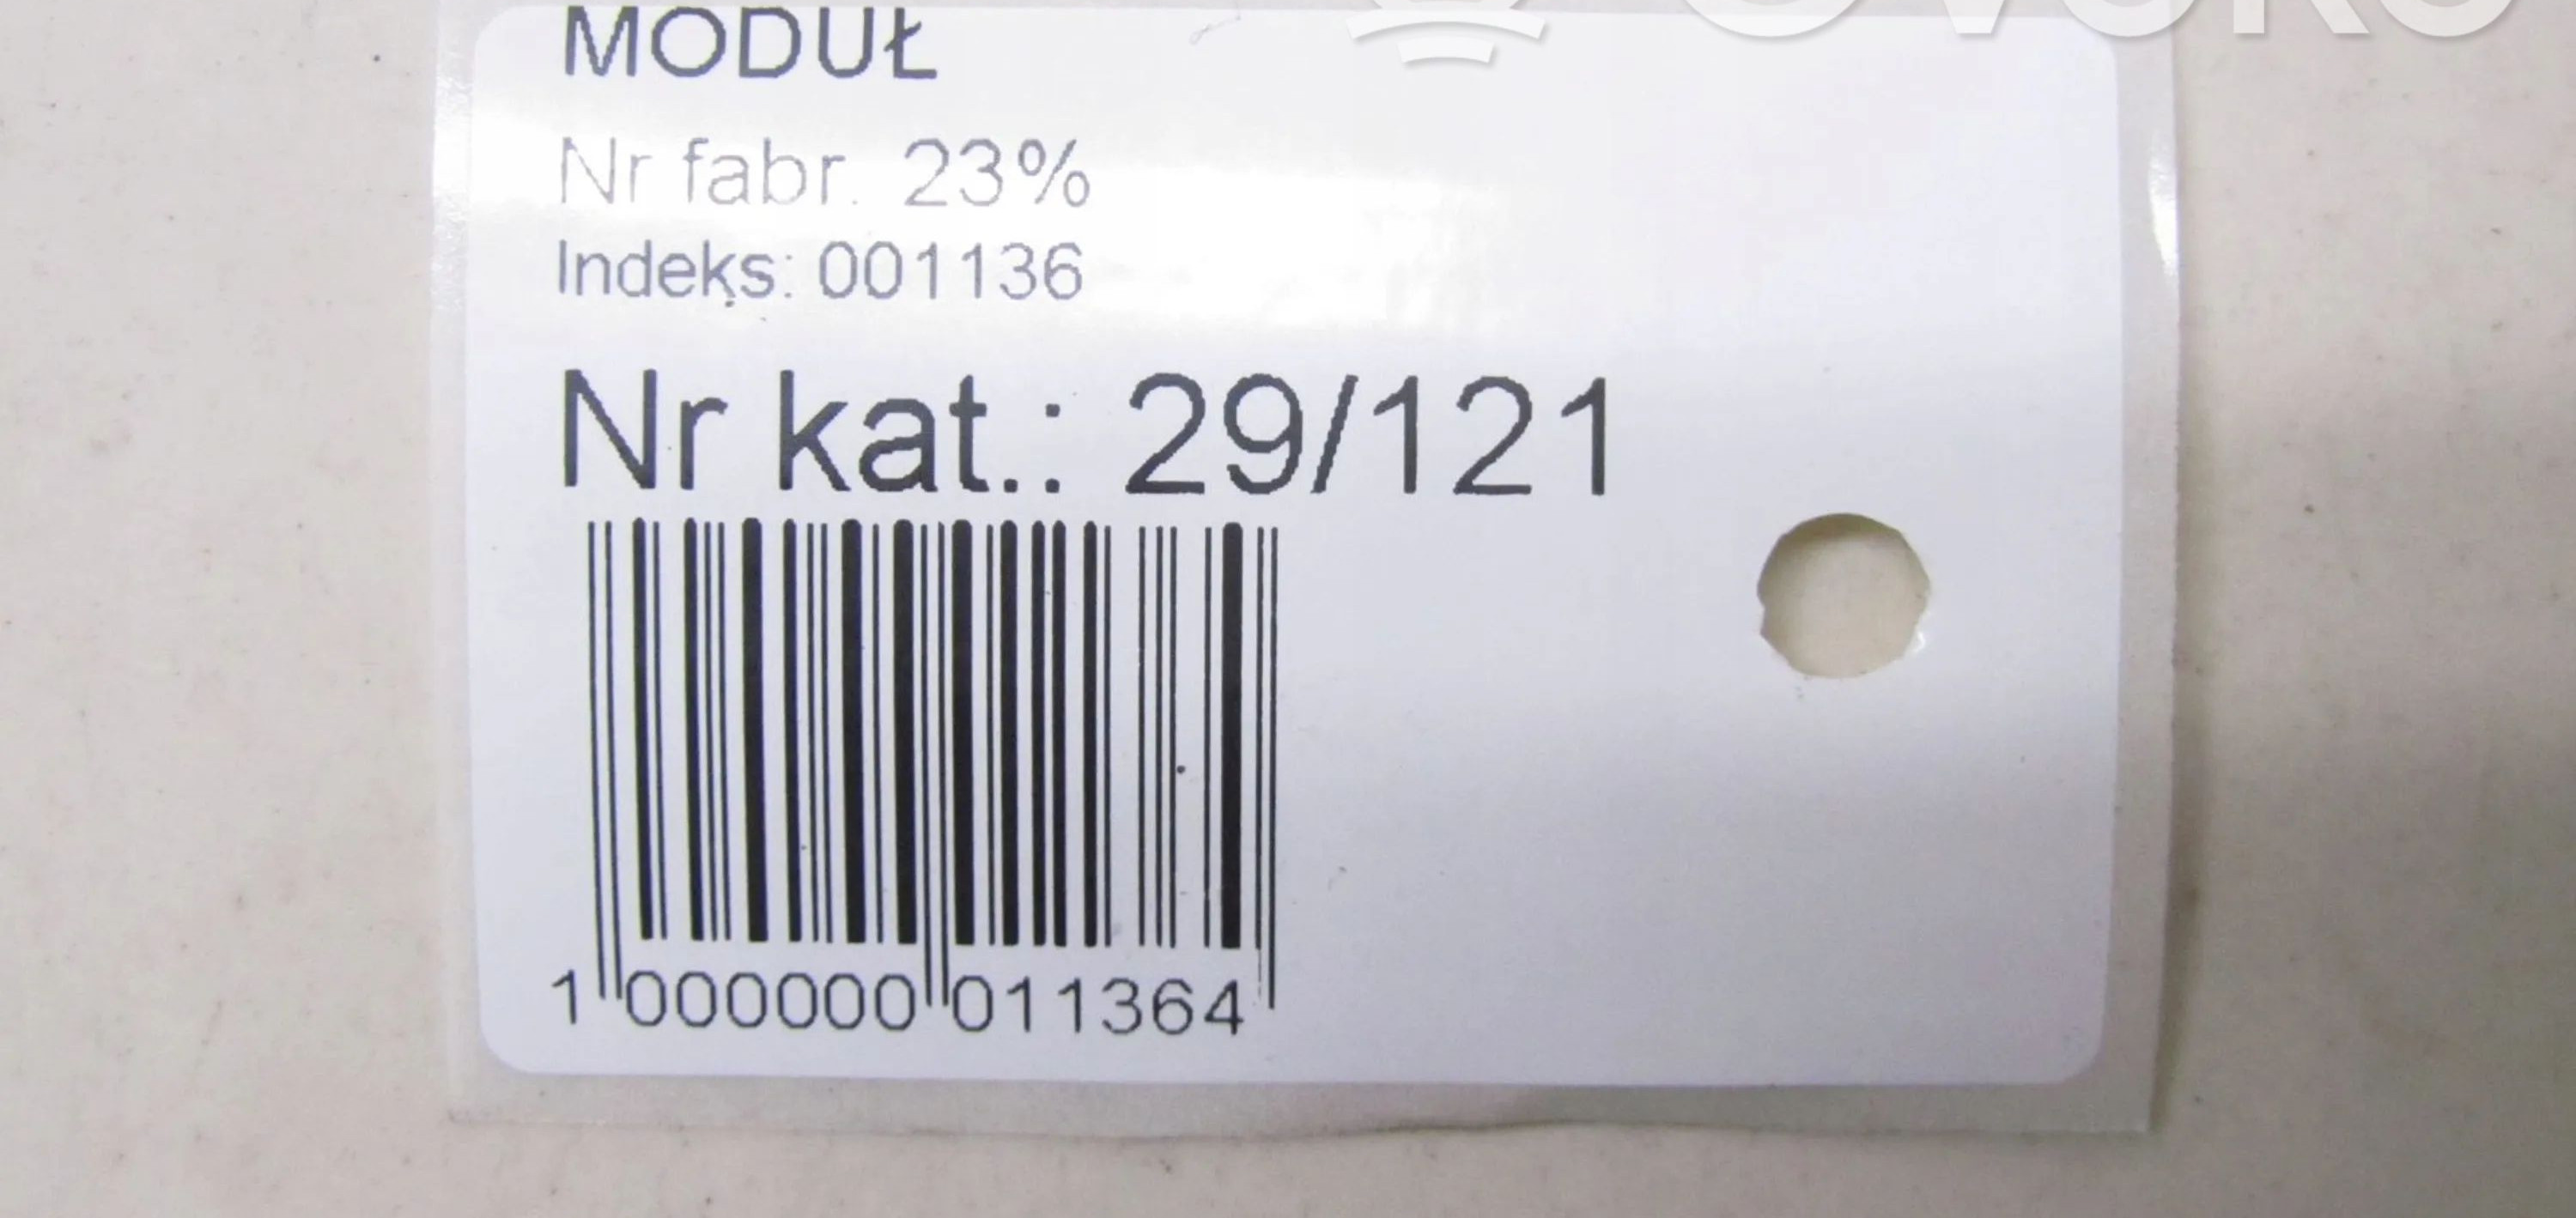 MODUŁ
Nr fabr. 23%
Indeks: 001136
Nr kat.: 29/121
1 000000 011364